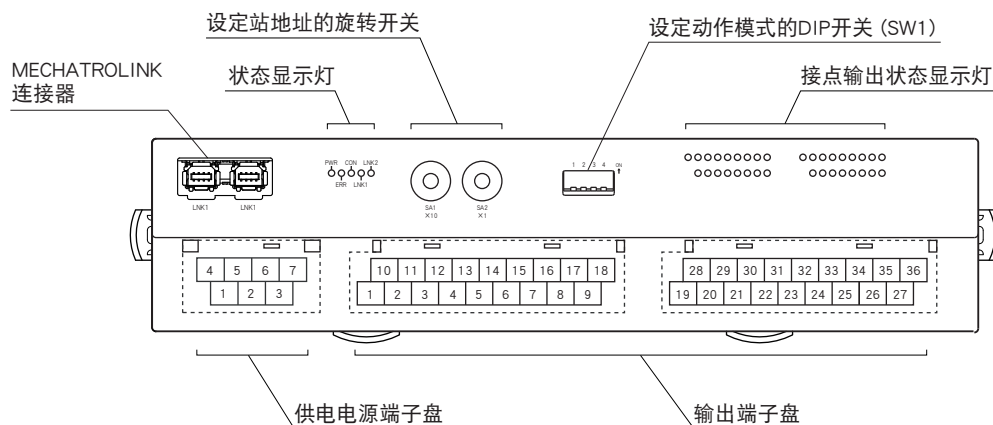 设定站地址的旋转开关
设定动作模式的DIP开关 (SW1)
MECHATROLINK
连接器
状态显示灯
接点输出状态显示灯
PWR CON LNK2
ERR LNK1
1 2 3 4 ON
LNK1 LNK1
SA1
×10
SA2
×1
4 5 6 7
1 2 3
10 11 12 13 14 15 16 17 18
1 2 3 4 5 6 7 8 9
28 29 30 31 32 33 34 35 36
19 20 21 22 23 24 25 26 27
供电电源端子盘
输出端子盘